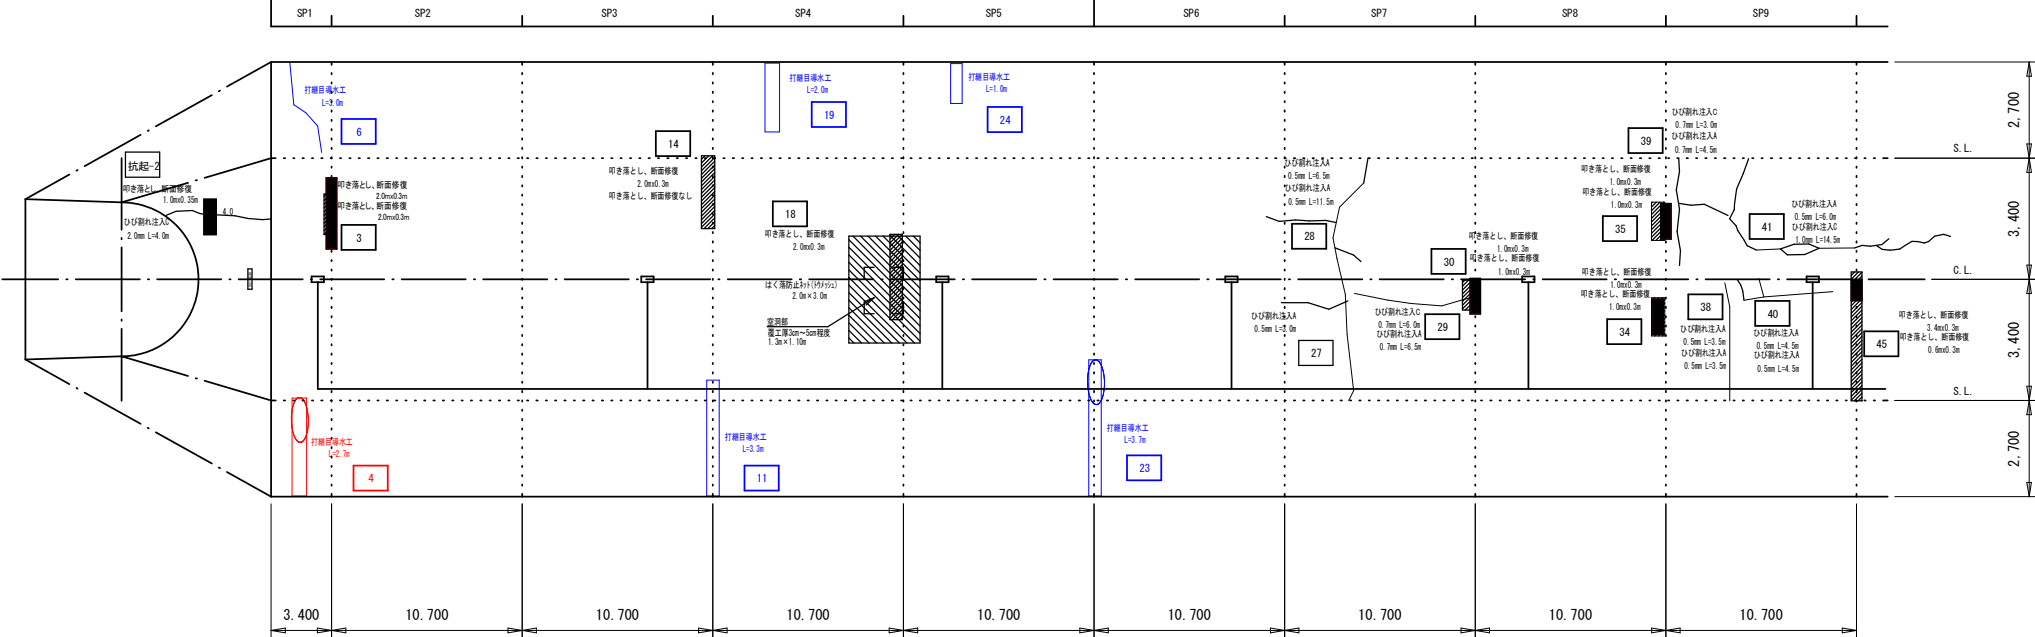 SP1 SP2 SP3 SP4 SP5 SP6 SP7 SP8 SP9
打継目導水工
L=3.0m
6
打継目導水工
L=2.0m
19
打継目導水工
L=1.0m
24
2,700
坑起-2
叩き落とし、断面修復
1.0mx0.35m
ひび割れ注入C
2.0mm L=4.0m
4.0
叩き落とし、断面修復
2.0mx0.3m
叩き落とし、断面修復
2.0mx0.3m
3
14
叩き落とし、断面修復
2.0mx0.3m
叩き落とし、断面修復なし
18
叩き落とし、断面修復
2.0mx0.3m
はく落防止ネット(トウメッシュ)
2.0m×3.0m
空洞部
覆工厚3cm~5cm程度
1.3m×1.10m
ひび割れ注入A
0.5mm L=6.5m
ひび割れ注入A
0.5mm L=11.5m
28
ひび割れ注入A
0.5mm L=3.0m
27
ひび割れ注入C
0.7mm L=6.0m
ひび割れ注入A
0.7mm L=6.5m
29
30
叩き落とし、断面修復
1.0mx0.3m
叩き落とし、断面修復
1.0mx0.3m
39
ひび割れ注入C
0.7mm L=3.0m
ひび割れ注入A
0.7mm L=4.5m
叩き落とし、断面修復
1.0mx0.3m
叩き落とし、断面修復
1.0mx0.3m
35
叩き落とし、断面修復
1.0mx0.3m
叩き落とし、断面修復
1.0mx0.3m
34
41
ひび割れ注入A
0.5mm L=6.0m
ひび割れ注入C
1.0mm L=14.5m
38
ひび割れ注入A
0.5mm L=3.5m
ひび割れ注入A
0.5mm L=3.5m
40
ひび割れ注入A
0.5mm L=4.5m
ひび割れ注入A
0.5mm L=4.5m
45
叩き落とし、断面修復
3.4mx0.3m
叩き落とし、断面修復
0.6mx0.3m
S.L.
3,400
C.L.
3,400
S.L.
2,700
打継目導水工
L=2.7m
4
打継目導水工
L=3.3m
11
打継目導水工
L=3.7m
23
3.400 10.700 10.700 10.700 10.700 10.700 10.700 10.700 10.700